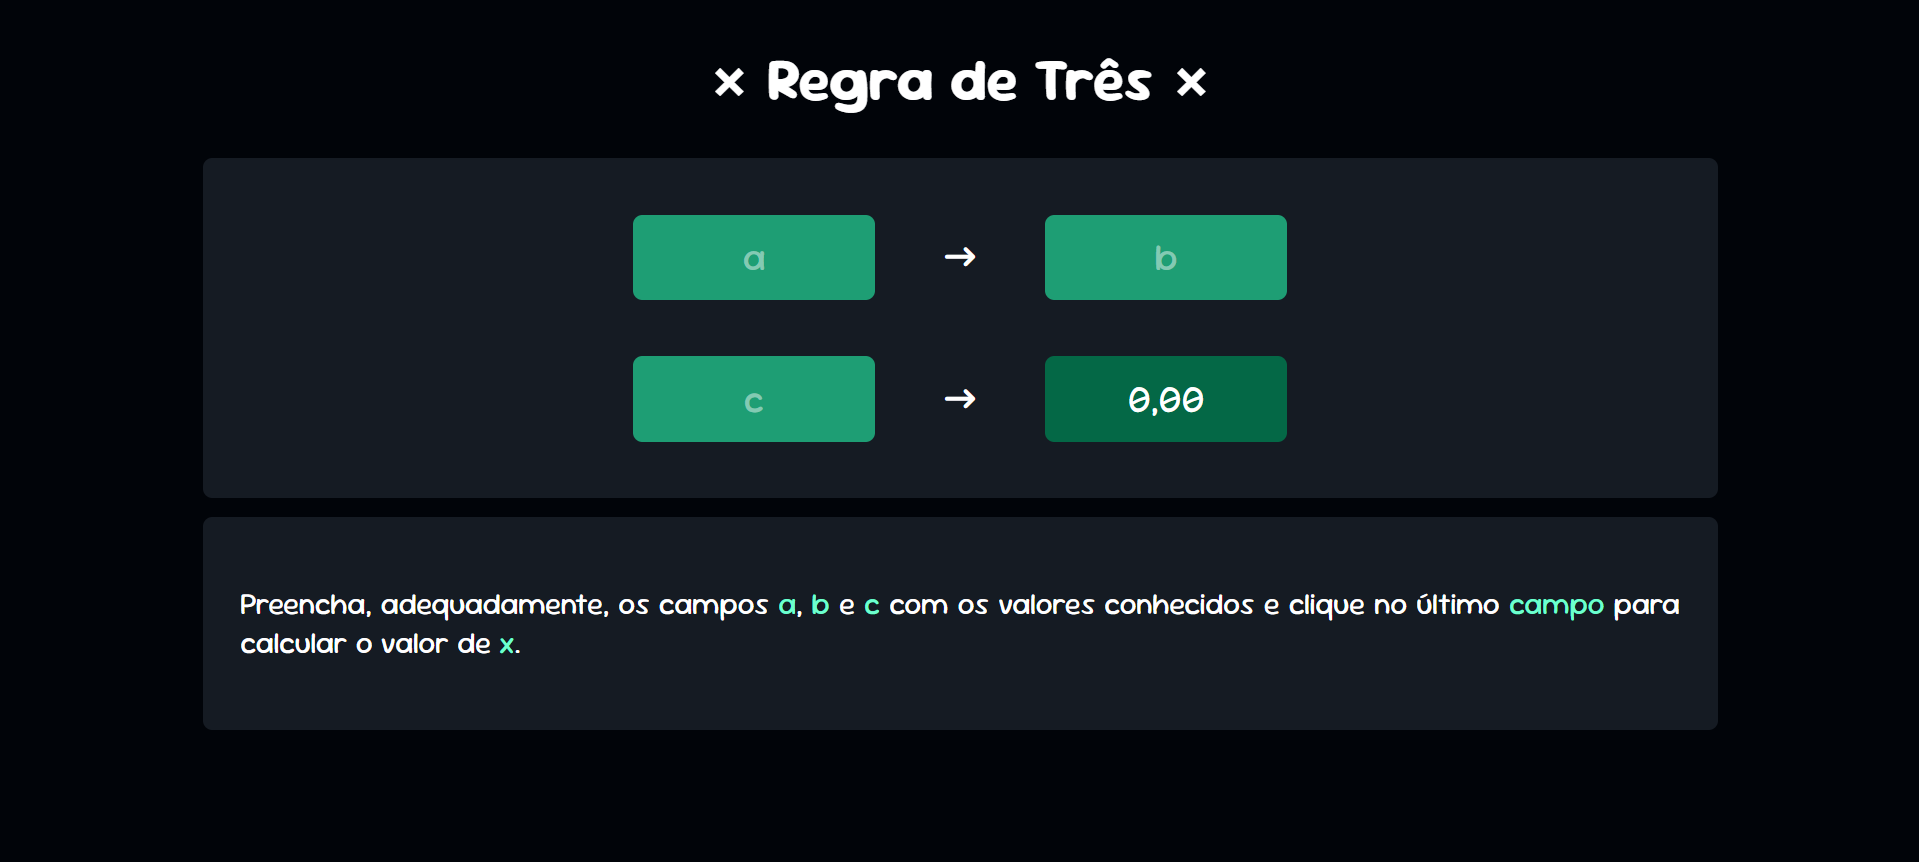 × Regra de Três ×
a → b
c → 0,00
Preencha, adequadamente, os campos a, b e c com os valores conhecidos e clique no último campo para
calcular o valor de x.